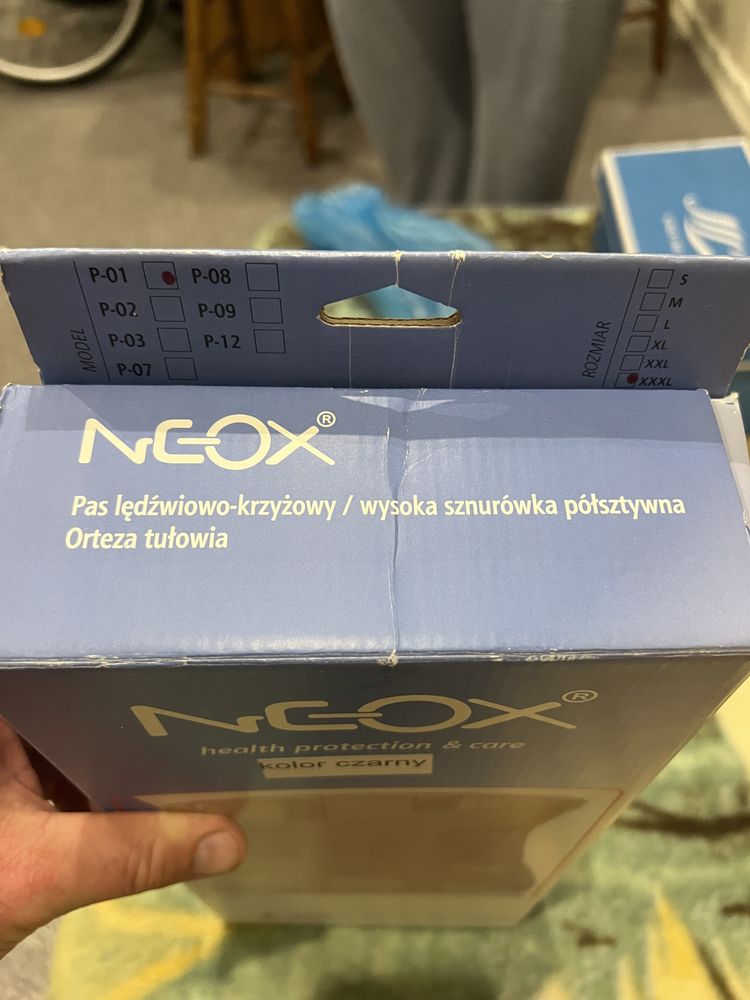 MODEL
P-01
P-02
P-03
P-07
P-08
P-09
P-12
ROZMIAR
S
M
L
XL
XXL
XXXL
NEOX®
Pas lędźwiowo-krzyżowy / wysoka sznurówka półsztywna
Orteza tułowia
NEOX®
health protection & care
kolor czarny